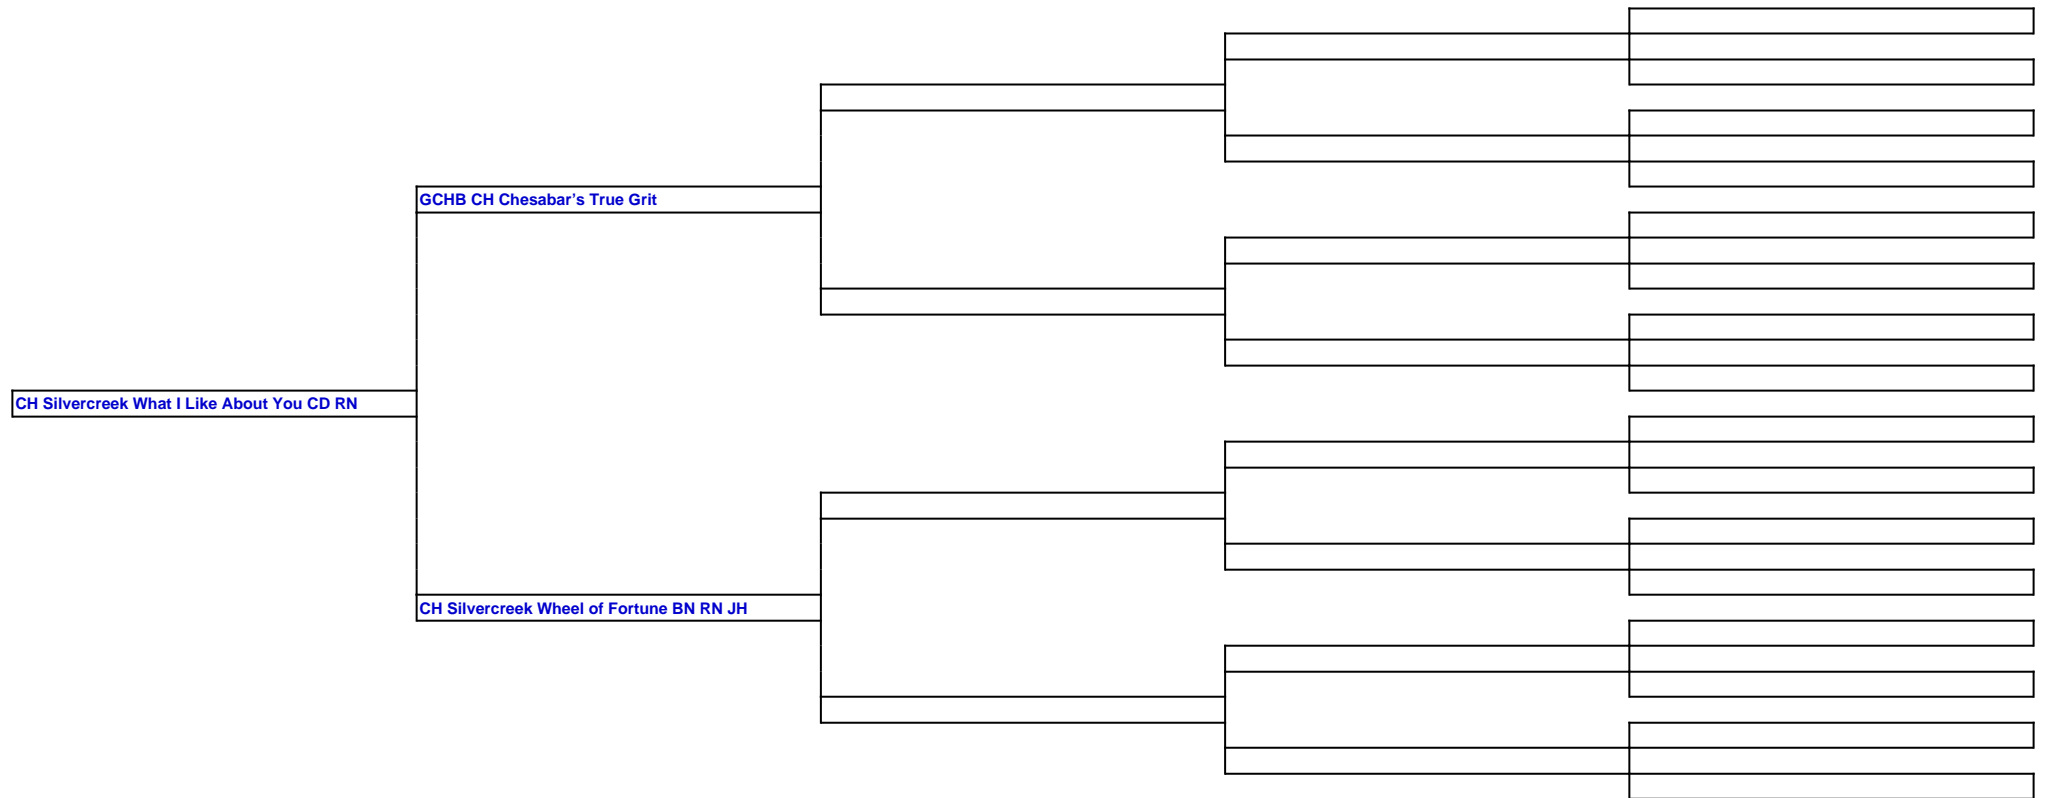 GCHB CH Chesabar’s True Grit
CH Silvercreek What I Like About You CD RN
CH Silvercreek Wheel of Fortune BN RN JH